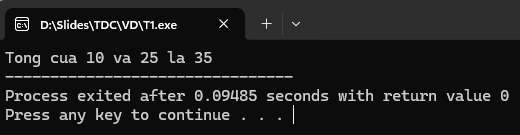 D:\Slides\TDC\VD\T1.exe
Tong cua 10 va 25 la 35
--------------------------------
Process exited after 0.09485 seconds with return value 0
Press any key to continue . . .